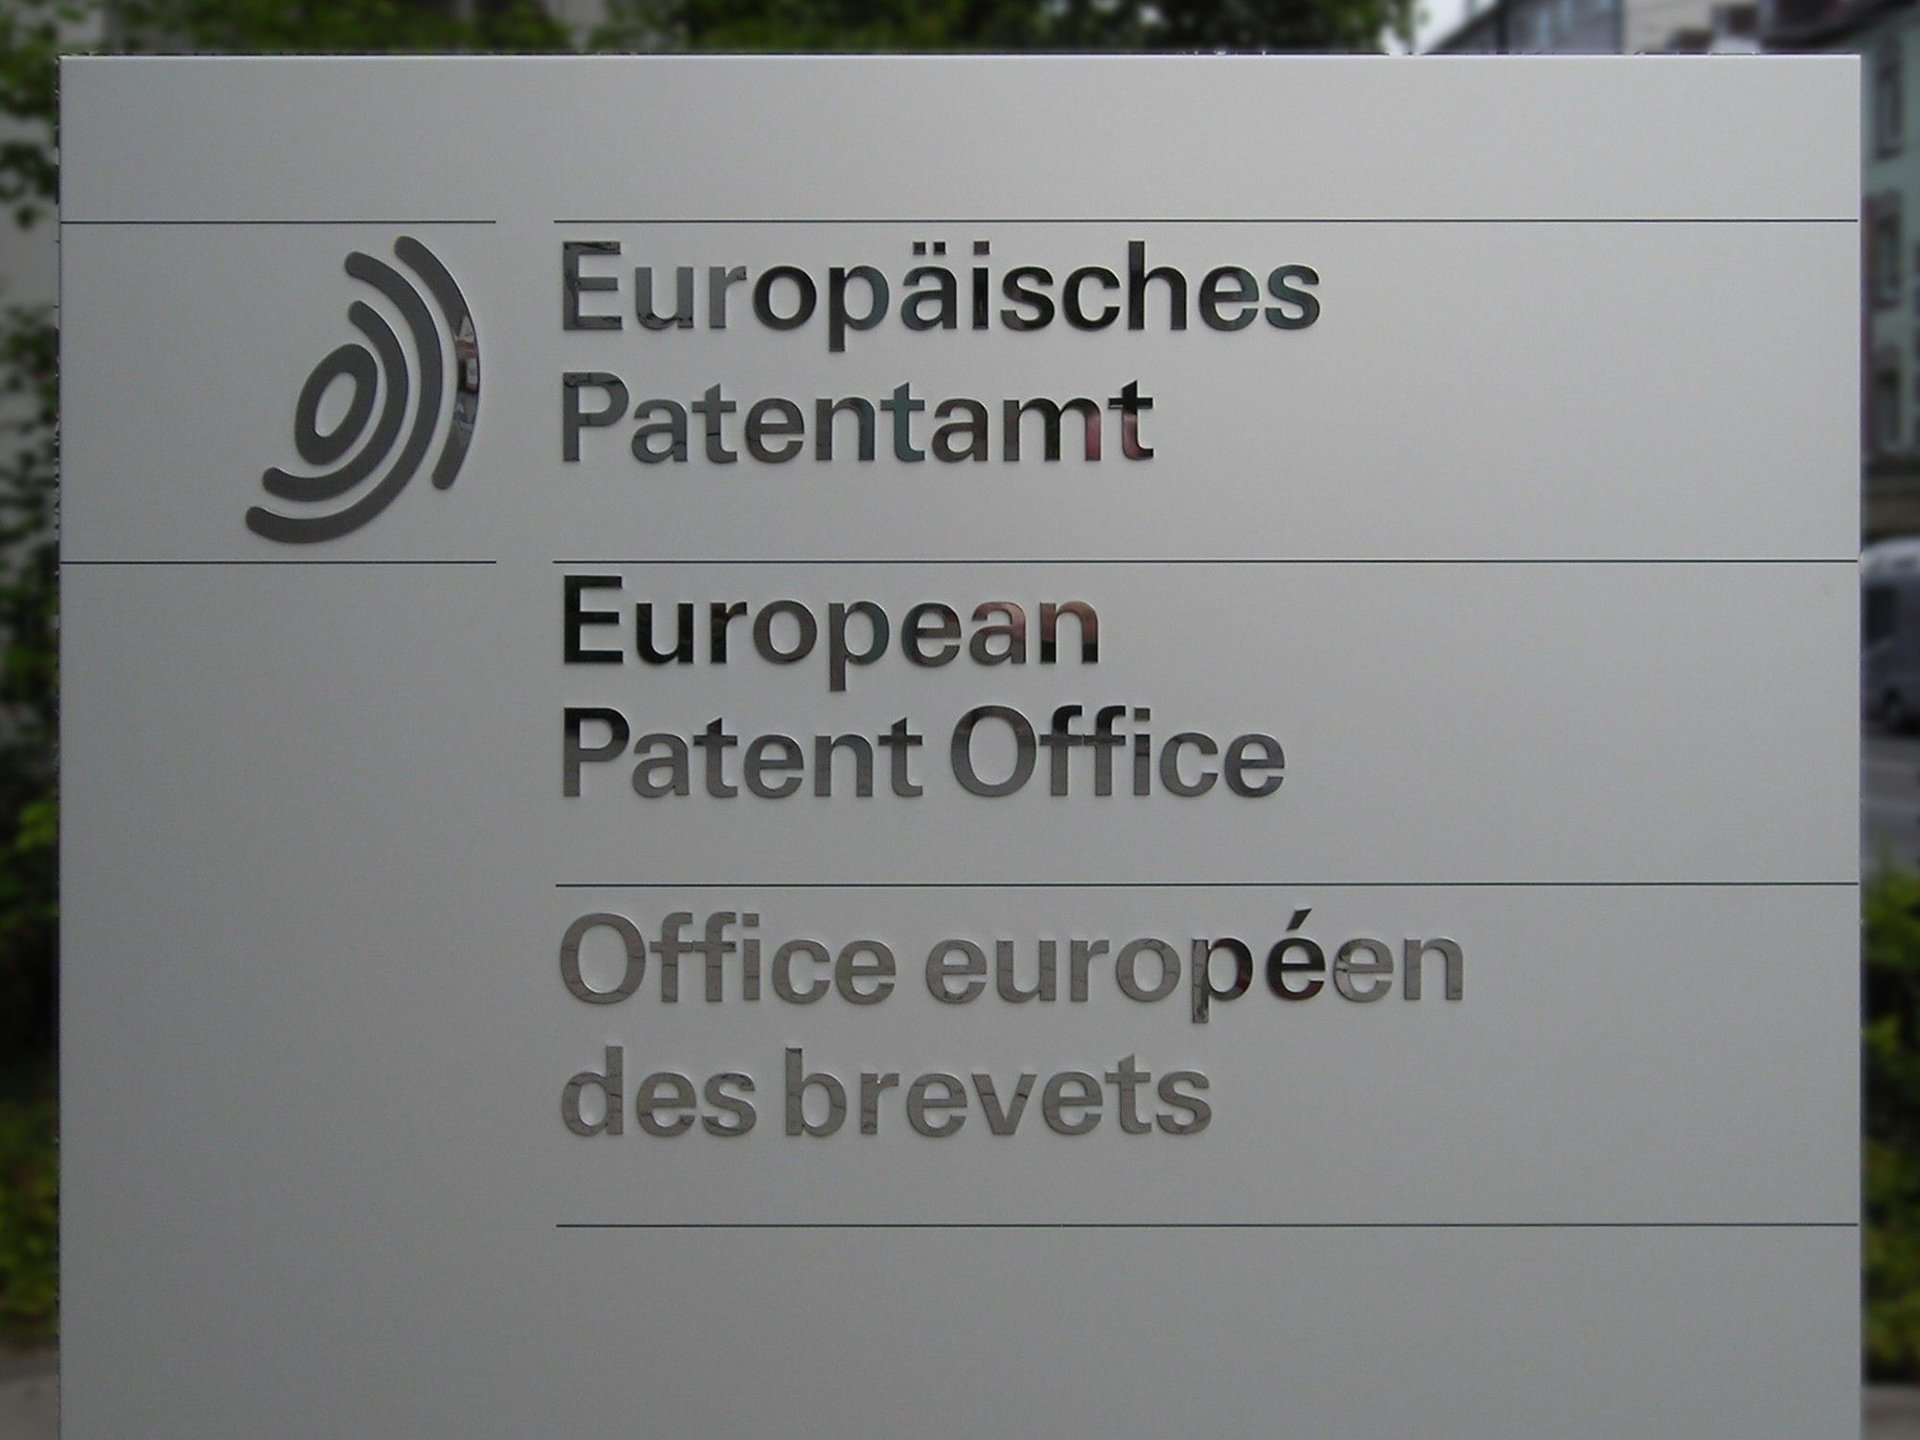 Europäisches
Patentamt
European
Patent Office
Office européen
des brevets